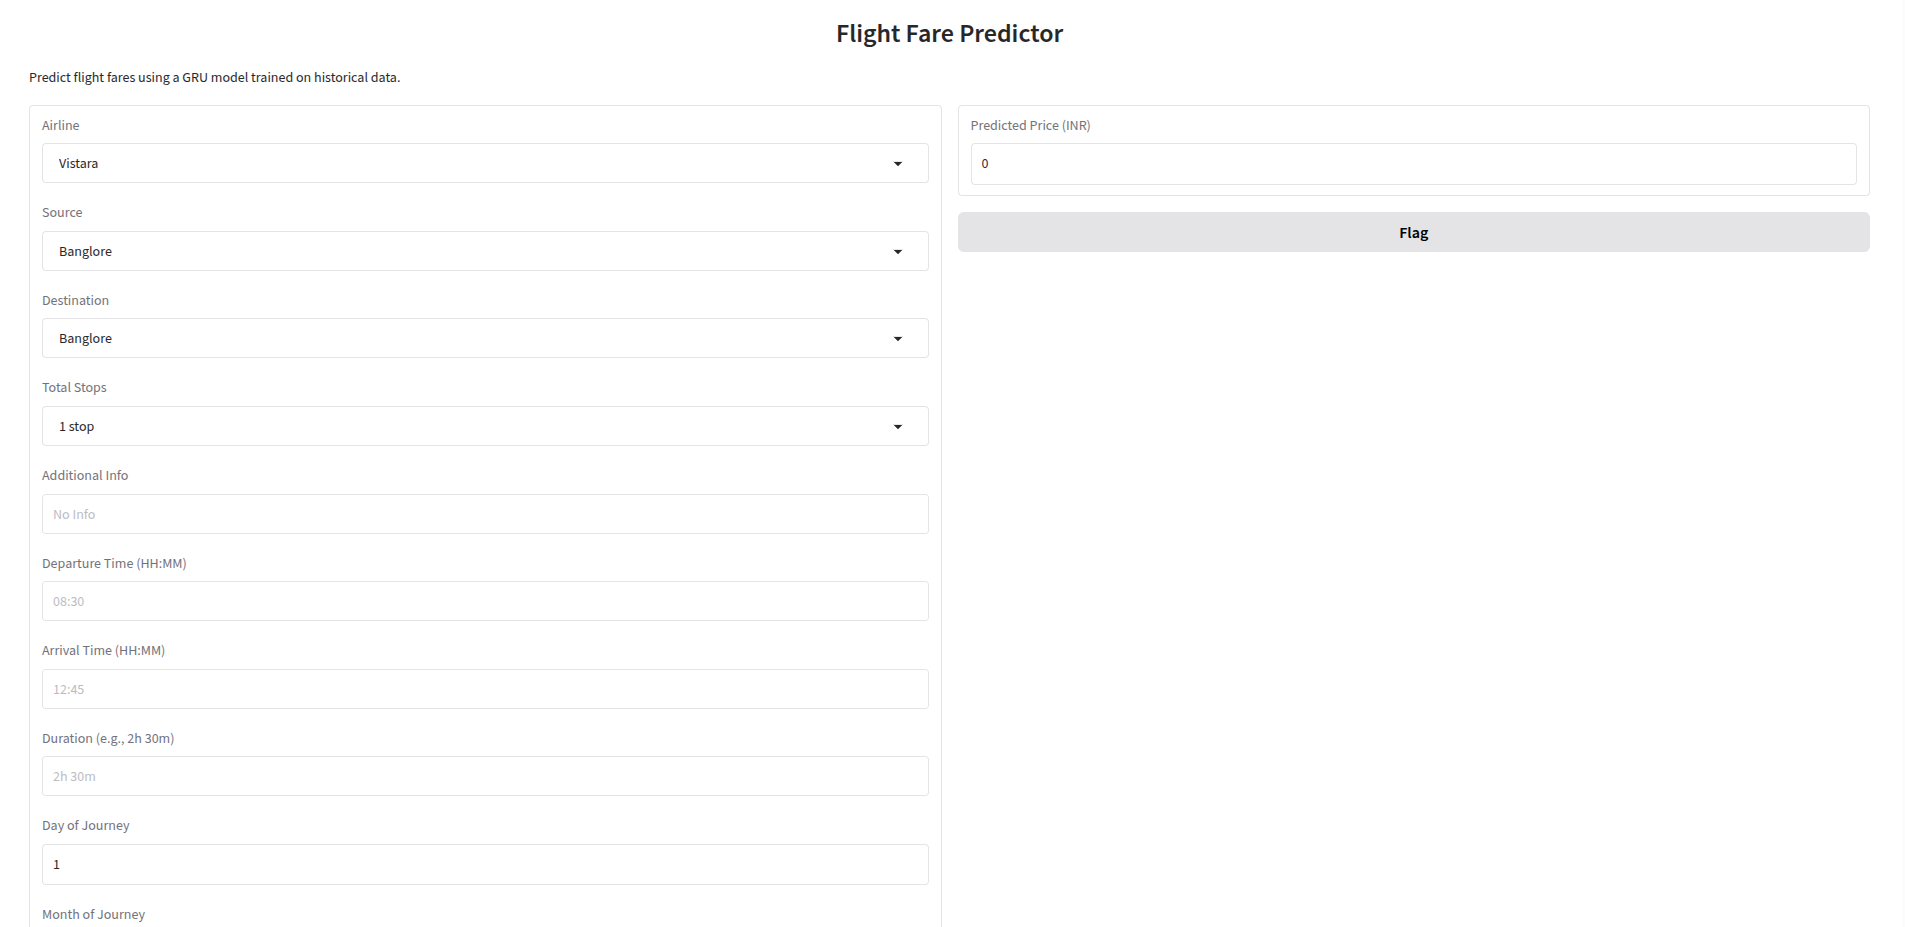 Flight Fare Predictor
Predict flight fares using a GRU model trained on historical data.
Airline
Vistara
Source
Banglore
Destination
Banglore
Total Stops
1 stop
Additional Info
No Info
Departure Time (HH:MM)
08:30
Arrival Time (HH:MM)
12:45
Duration (e.g., 2h 30m)
2h 30m
Day of Journey
1
Month of Journey
Predicted Price (INR)
0
Flag